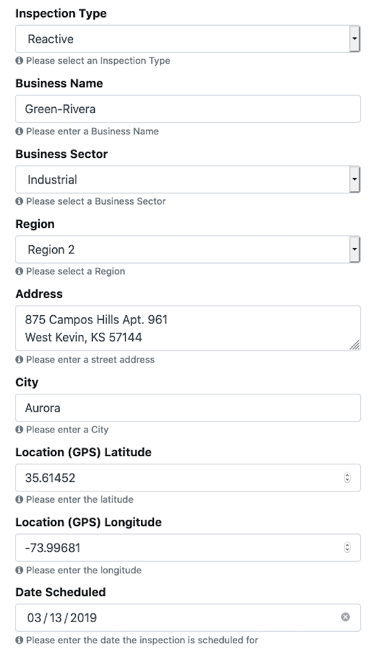 Inspection Type
Reactive
Please select an Inspection Type
Business Name
Green-Rivera
Please enter a Business Name
Business Sector
Industrial
Please select a Business Sector
Region
Region 2
Please select a Region
Address
875 Campos Hills Apt. 961
West Kevin, KS 57144
Please enter a street address
City
Aurora
Please enter a City
Location (GPS) Latitude
35.61452
Please enter the latitude
Location (GPS) Longitude
-73.99681
Please enter the longitude
Date Scheduled
03/13/2019
Please enter the date the inspection is scheduled for